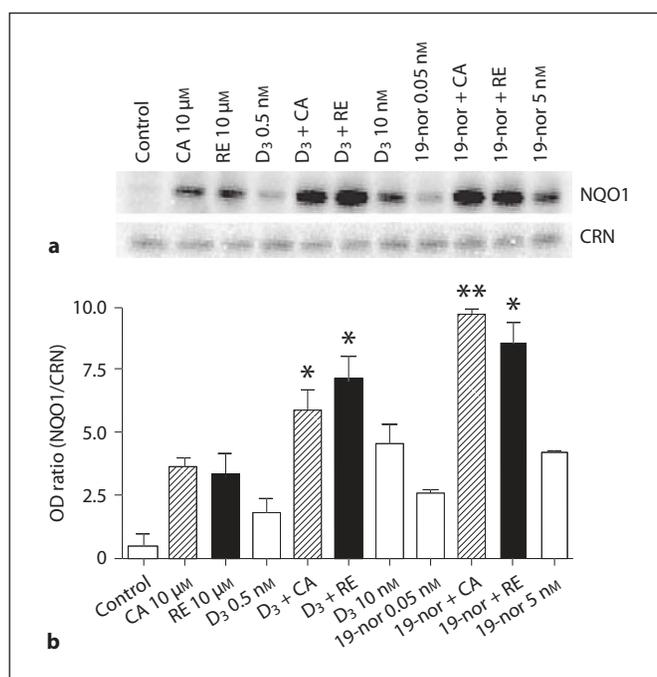 Control
CA 10 µM
RE 10 µM
D₃ 0.5 nM
D₃ + CA
D₃ + RE
D₃ 10 nM
19-nor 0.05 nM
19-nor + CA
19-nor + RE
19-nor 5 nM
NQO1
CRN
a
10.0
7.5
5.0
2.5
0
OD ratio (NQO1/CRN)
*
*
**
*
Control
CA 10 µM
RE 10 µM
D₃ 0.5 nM
D₃ + CA
D₃ + RE
D₃ 10 nM
19-nor 0.05 nM
19-nor + CA
19-nor + RE
19-nor 5 nM
b